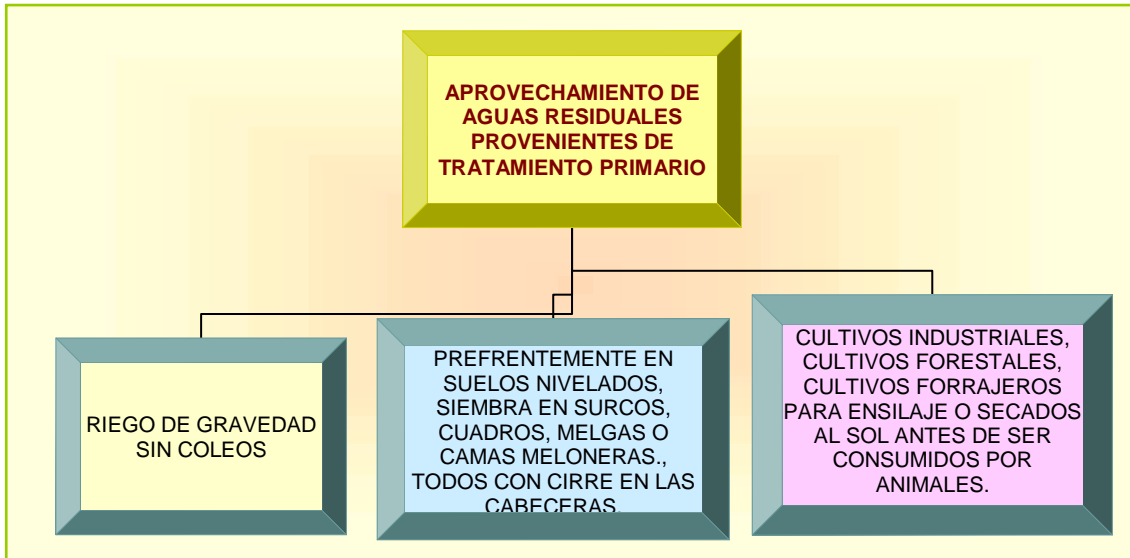 APROVECHAMIENTO DE
AGUAS RESIDUALES
PROVENIENTES DE
TRATAMIENTO PRIMARIO
RIEGO DE GRAVEDAD
SIN COLEOS
PREFRENTEMENTE EN
SUELOS NIVELADOS,
SIEMBRA EN SURCOS,
CUADROS, MELGAS O
CAMAS MELONERAS.,
TODOS CON CIRRE EN LAS
CABECERAS.
CULTIVOS INDUSTRIALES,
CULTIVOS FORESTALES,
CULTIVOS FORRAJEROS
PARA ENSILAJE O SECADOS
AL SOL ANTES DE SER
CONSUMIDOS POR
ANIMALES.